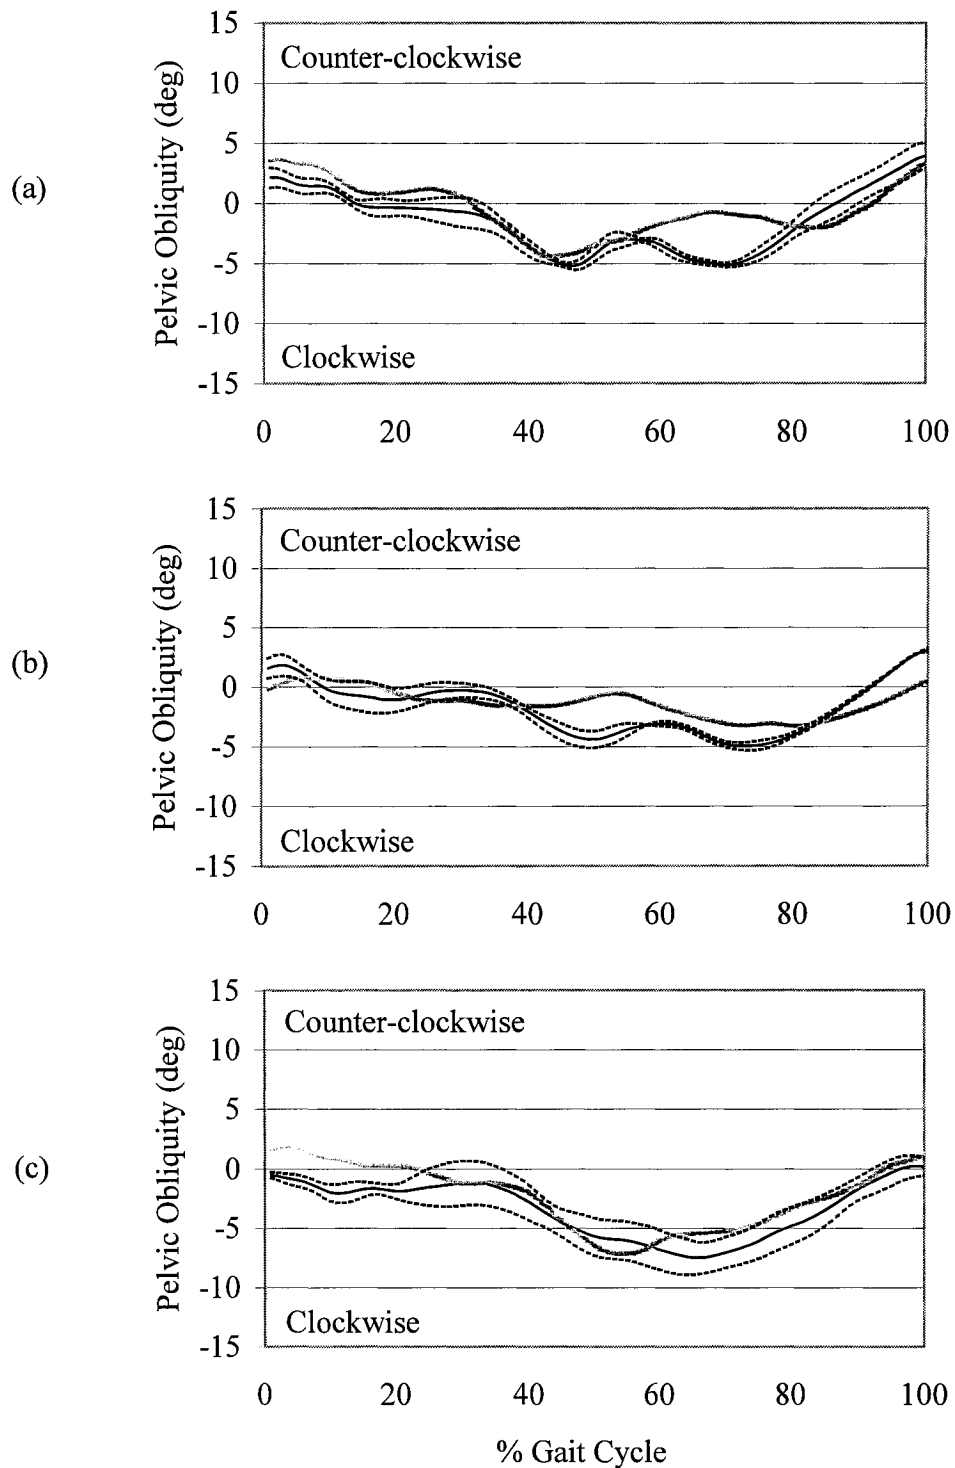 15
Counter-clockwise
10
5
(a)
Pelvic Obliquity (deg)
0
-5
-10
Clockwise
-15
0 20 40 60 80 100
15
Counter-clockwise
10
5
(b)
Pelvic Obliquity (deg)
0
-5
-10
Clockwise
-15
0 20 40 60 80 100
15
Counter-clockwise
10
5
(c)
Pelvic Obliquity (deg)
0
-5
-10
Clockwise
-15
0 20 40 60 80 100
% Gait Cycle